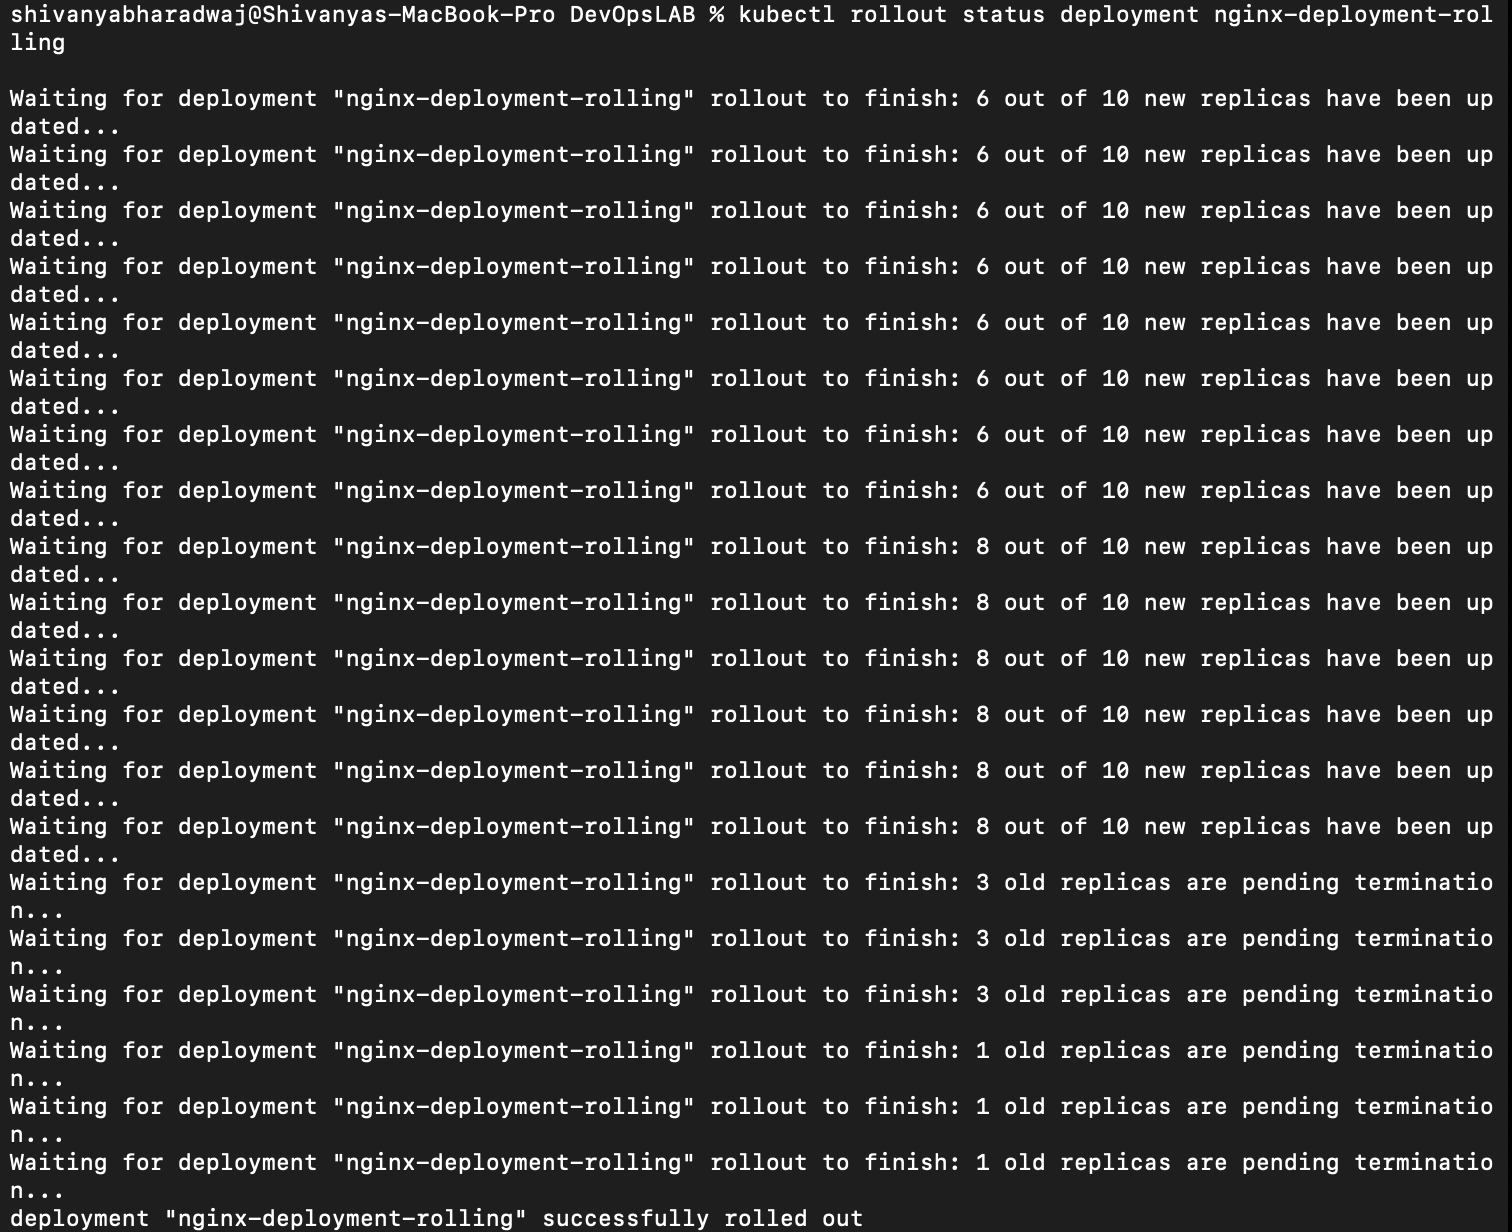 shivanyabharadwaj@Shivanyas-MacBook-Pro DevOpsLAB % kubectl rollout status deployment nginx-deployment-rol
ling
Waiting for deployment "nginx-deployment-rolling" rollout to finish: 6 out of 10 new replicas have been up
dated...
Waiting for deployment "nginx-deployment-rolling" rollout to finish: 6 out of 10 new replicas have been up
dated...
Waiting for deployment "nginx-deployment-rolling" rollout to finish: 6 out of 10 new replicas have been up
dated...
Waiting for deployment "nginx-deployment-rolling" rollout to finish: 6 out of 10 new replicas have been up
dated...
Waiting for deployment "nginx-deployment-rolling" rollout to finish: 6 out of 10 new replicas have been up
dated...
Waiting for deployment "nginx-deployment-rolling" rollout to finish: 6 out of 10 new replicas have been up
dated...
Waiting for deployment "nginx-deployment-rolling" rollout to finish: 6 out of 10 new replicas have been up
dated...
Waiting for deployment "nginx-deployment-rolling" rollout to finish: 6 out of 10 new replicas have been up
dated...
Waiting for deployment "nginx-deployment-rolling" rollout to finish: 8 out of 10 new replicas have been up
dated...
Waiting for deployment "nginx-deployment-rolling" rollout to finish: 8 out of 10 new replicas have been up
dated...
Waiting for deployment "nginx-deployment-rolling" rollout to finish: 8 out of 10 new replicas have been up
dated...
Waiting for deployment "nginx-deployment-rolling" rollout to finish: 8 out of 10 new replicas have been up
dated...
Waiting for deployment "nginx-deployment-rolling" rollout to finish: 8 out of 10 new replicas have been up
dated...
Waiting for deployment "nginx-deployment-rolling" rollout to finish: 8 out of 10 new replicas have been up
dated...
Waiting for deployment "nginx-deployment-rolling" rollout to finish: 3 old replicas are pending terminatio
n...
Waiting for deployment "nginx-deployment-rolling" rollout to finish: 3 old replicas are pending terminatio
n...
Waiting for deployment "nginx-deployment-rolling" rollout to finish: 3 old replicas are pending terminatio
n...
Waiting for deployment "nginx-deployment-rolling" rollout to finish: 1 old replicas are pending terminatio
n...
Waiting for deployment "nginx-deployment-rolling" rollout to finish: 1 old replicas are pending terminatio
n...
Waiting for deployment "nginx-deployment-rolling" rollout to finish: 1 old replicas are pending terminatio
n...
deployment "nginx-deployment-rolling" successfully rolled out